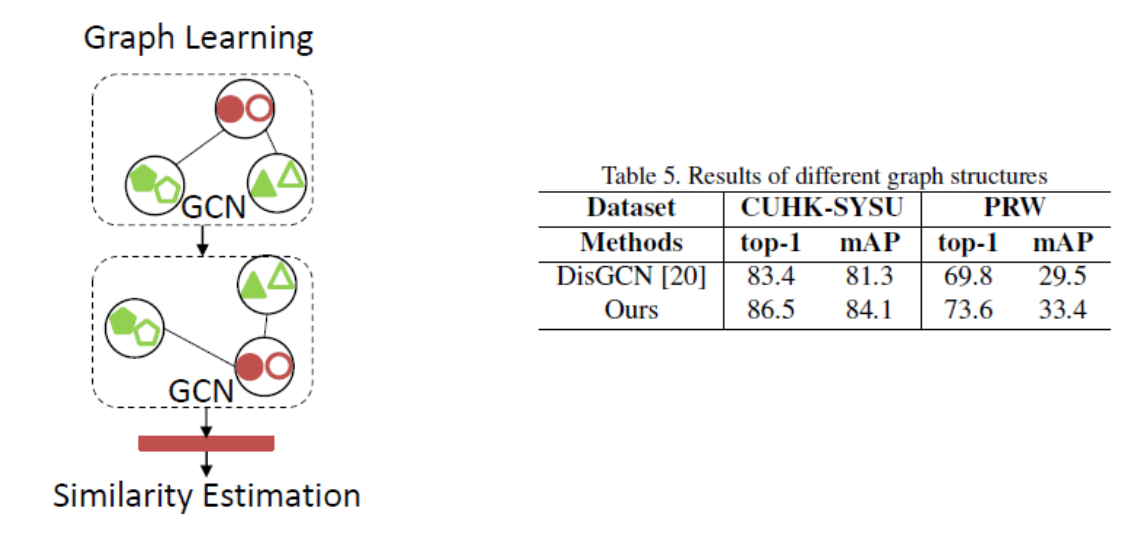 Graph Learning
GCN
GCN
Similarity Estimation
Table 5. Results of different graph structures
Dataset CUHK-SYSU PRW
Methods top-1 mAP top-1 mAP
DisGCN [20] 83.4 81.3 69.8 29.5
Ours 86.5 84.1 73.6 33.4